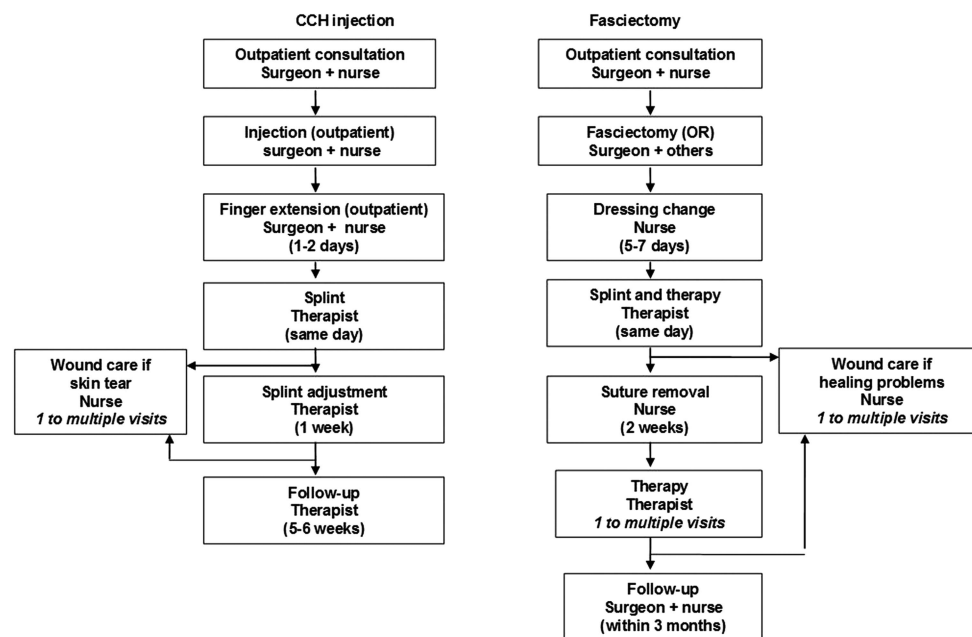 CCH injection
Outpatient consultation
Surgeon + nurse
Injection (outpatient)
surgeon + nurse
Finger extension (outpatient)
Surgeon + nurse
(1-2 days)
Splint
Therapist
(same day)
Wound care if
skin tear
Nurse
1 to multiple visits
Splint adjustment
Therapist
(1 week)
Follow-up
Therapist
(5-6 weeks)
Fasciectomy
Outpatient consultation
Surgeon + nurse
Fasciectomy (OR)
Surgeon + others
Dressing change
Nurse
(5-7 days)
Splint and therapy
Therapist
(same day)
Wound care if
healing problems
Nurse
1 to multiple visits
Suture removal
Nurse
(2 weeks)
Therapy
Therapist
1 to multiple visits
Follow-up
Surgeon + nurse
(within 3 months)